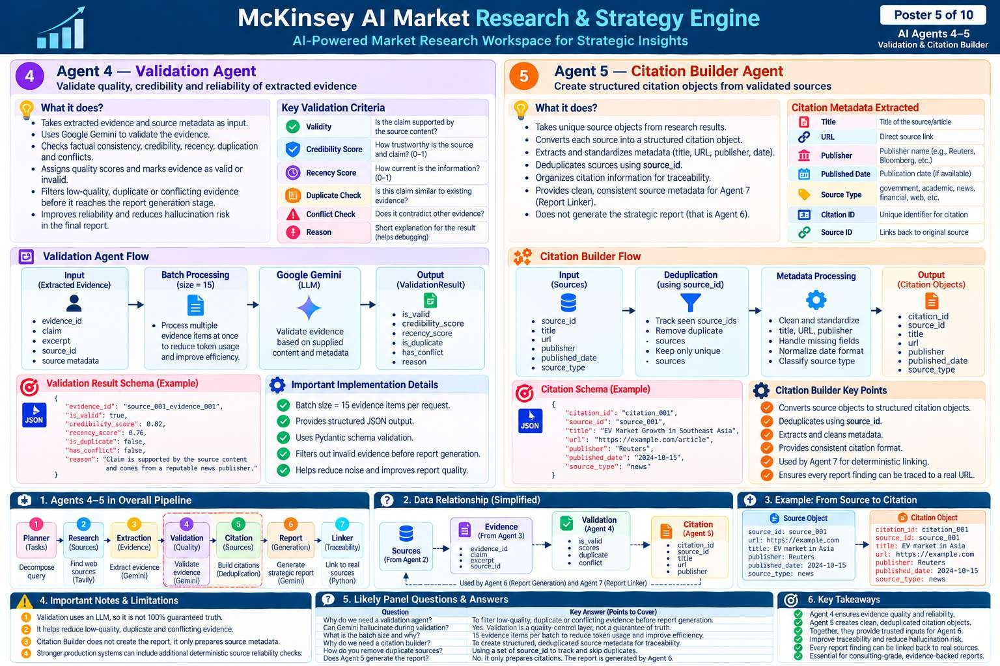 McKinsey AI Market Research & Strategy Engine
AI-Powered Market Research Workspace for Strategic Insights
Poster 5 of 10
AI Agents 4–5
Validation & Citation Builder
4
Agent 4 — Validation Agent
Validate quality, credibility and reliability of extracted evidence
What it does?
• Takes extracted evidence and source metadata as input.
• Uses Google Gemini to validate the evidence.
• Checks factual consistency, credibility, recency, duplication
and conflicts.
• Assigns quality scores and marks evidence as valid or
invalid.
• Filters low-quality, duplicate or conflicting evidence
before it reaches the report generation stage.
• Improves reliability and reduces hallucination risk
in the final report.
Key Validation Criteria
Validity
Is the claim supported by
the source content?
Credibility Score
How trustworthy is the source
and claim? (0–1)
Recency Score
How current is the information?
(0–1)
Duplicate Check
Is this claim similar to existing
evidence?
Conflict Check
Does it contradict other evidence?
Reason
Short explanation for the result
(helps debugging)
Validation Agent Flow
Input
(Extracted Evidence)
• evidence_id
• claim
• excerpt
• source_id
• source metadata
Batch Processing
(size = 15)
• Process multiple
evidence items at once
to reduce token usage
and improve efficiency.
Google Gemini
(LLM)
Validate evidence
based on supplied
content and metadata
Output
(ValidationResult)
• is_valid
• credibility_score
• recency_score
• is_duplicate
• has_conflict
• reason
Validation Result Schema (Example)
JSON
{
"evidence_id": "source_001_evidence_001",
"is_valid": true,
"credibility_score": 0.82,
"recency_score": 0.76,
"is_duplicate": false,
"has_conflict": false,
"reason": "Claim is supported by the source content
and comes from a reputable news publisher."
}
Important Implementation Details
Batch size = 15 evidence items per request.
Provides structured JSON output.
Uses Pydantic schema validation.
Filters out invalid evidence before report generation.
Helps reduce noise and improves report quality.
5
Agent 5 — Citation Builder Agent
Create structured citation objects from validated sources
What it does?
• Takes unique source objects from research results.
• Converts each source into a structured citation object.
• Extracts and standardizes metadata (title, URL, publisher, date).
• Deduplicates sources using source_id.
• Organizes citation information for traceability.
• Provides clean, consistent source metadata for Agent 7
(Report Linker).
• Does not generate the strategic report (that is Agent 6).
Citation Metadata Extracted
Title
Title of the source/article
URL
Direct source link
Publisher
Publisher name (e.g., Reuters,
Bloomberg, etc.)
Published Date
Publication date (if available)
Source Type
government, academic, news,
financial, web, etc.
Citation ID
Unique identifier for citation
Source ID
Links back to original source
Citation Builder Flow
Input
(Sources)
• source_id
• title
• url
• publisher
• published_date
• source_type
Deduplication
(using source_id)
• Track seen source_ids
• Remove duplicate
• sources
• Keep only unique
• sources
Metadata Processing
• Clean and standardize
• title, URL, publisher
• Handle missing fields
• Normalize date format
• Classify source type
Output
(Citation Objects)
• citation_id
• source_id
• title
• url
• publisher
• published_date
• source_type
Citation Schema (Example)
JSON
{
"citation_id": "citation_001",
"source_id": "source_001",
"title": "EV Market Growth in Southeast Asia",
"url": "https://example.com/article",
"publisher": "Reuters",
"published_date": "2024-10-15",
"source_type": "news"
}
Citation Builder Key Points
Converts source objects to structured citation objects.
Deduplicates using source_id.
Extracts and cleans metadata.
Provides consistent citation format.
Used by Agent 7 for deterministic linking.
Ensures every report finding can be traced to a real URL.
1. Agents 4–5 in Overall Pipeline
1
Planner
(Tasks)
Decompose
query
2
Research
(Sources)
Find web
sources
(Tavily)
3
Extraction
(Evidence)
Extract evidence
(Gemini)
4
Validation
(Quality)
Validate
evidence
(Gemini)
5
Citation
(Sources)
Build citations
(Deduplication)
6
Report
(Generation)
Generate
strategic report
(Gemini)
7
Linker
(Traceability)
Link to real
sources
(Python)
2. Data Relationship (Simplified)
Sources
(From Agent 2)
Evidence
(From Agent 3)
• evidence_id
• claim
• excerpt
• source_id
Validation
(Agent 4)
• is_valid
• scores
• duplicate
• conflict
Citation
(Agent 5)
• citation_id
• source_id
• title
• url
• publisher
Used by Agent 6 (Report Generation) and Agent 7 (Report Linker)
3. Example: From Source to Citation
Source Object
source_id: source_001
url: https://example.com
title: EV market in Asia
publisher: Reuters
published_date: 2024-10-15
source_type: news
Citation Object
citation_id: citation_001
source_id: source_001
title: EV market in Asia
url: https://example.com
publisher: Reuters
published_date: 2024-10-15
source_type: news
4. Important Notes & Limitations
1 Validation uses an LLM, so it is not 100% guaranteed truth.
2 It helps reduce low-quality, duplicate and conflicting evidence.
3 Citation Builder does not create the report, it only prepares source metadata.
4 Stronger production systems can include additional deterministic source reliability checks.
5. Likely Panel Questions & Answers
Question Key Answer (Points to Cover)
Why do we need a validation agent? To filter low-quality, duplicate or conflicting evidence before report generation.
Can Gemini hallucinate during validation? Yes. Validation is a quality-control layer, not a guarantee of truth.
What is the batch size and why? 15 evidence items per batch to reduce token usage and improve efficiency.
Why do we need a citation builder? To create structured, deduplicated source metadata for traceability.
How do you remove duplicate sources? Using a set of source_id to track and skip duplicates.
Does Agent 5 generate the report? No. It only prepares citations. The report is generated by Agent 6.
6. Key Takeaways
Agent 4 ensures evidence quality and reliability.
Agent 5 creates clean, deduplicated citation objects.
Together, they provide trusted inputs for Agent 6.
Improve traceability and reduce hallucination risk.
Every report finding can be linked back to real sources.
Essential for consulting-grade, evidence-backed reports.